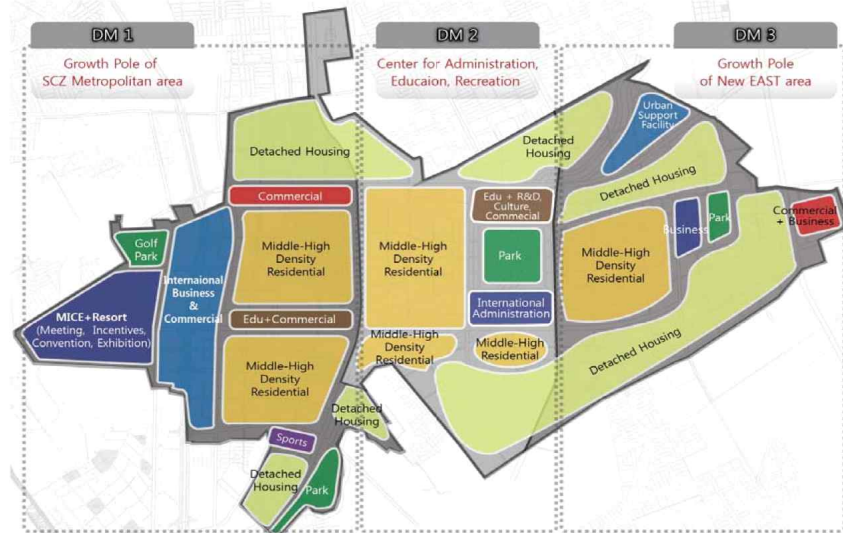 DM 1
Growth Pole of
SCZ Metropolitan area
DM 2
Center for Administration,
Educaion, Recreation
DM 3
Growth Pole
of New EAST area
Detached Housing
Commercial
Golf
Park
Middle-High
Density
Residential
Internaional
Business
&
Commercial
MICE+Resort
(Meeting, Incentives,
Convention, Exhibition)
Edu+Commercial
Middle-High
Density
Residential
Sports
Detached
Housing
Park
Detached
Housing
Detached
Housing
Middle-High
Density
Residential
Edu + R&D,
Culture,
Commecial
Park
International
Administration
Middle-High
Density
Residential
Middle-High
Residential
Urban
Support
Facility
Detached Housing
Middle-High
Density
Residential
Business
Park
Commercial
+ Business
Detached Housing